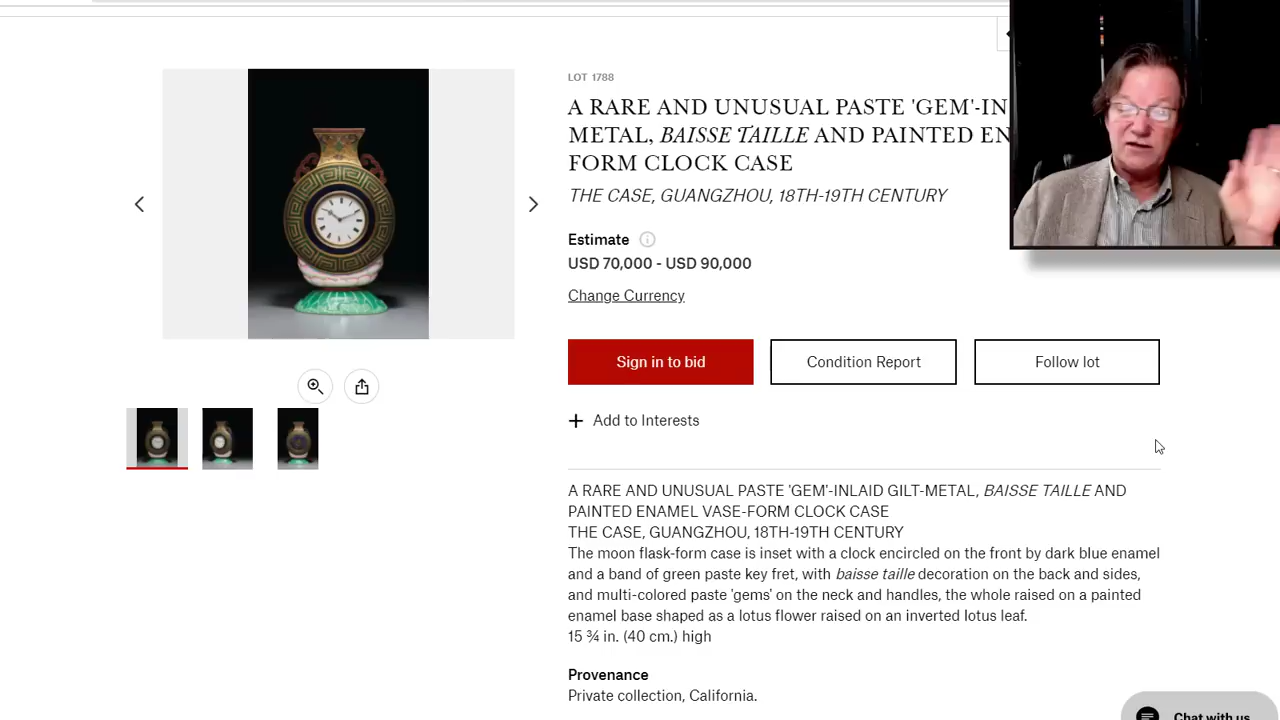 LOT 1788
A RARE AND UNUSUAL PASTE 'GEM'-IN
METAL, BAISSE TAILLE AND PAINTED EN
FORM CLOCK CASE
THE CASE, GUANGZHOU, 18TH-19TH CENTURY
Estimate
USD 70,000 - USD 90,000
Change Currency
Sign in to bid
Condition Report
Follow lot
+ Add to Interests
A RARE AND UNUSUAL PASTE 'GEM'-INLAID GILT-METAL, BAISSE TAILLE AND
PAINTED ENAMEL VASE-FORM CLOCK CASE
THE CASE, GUANGZHOU, 18TH-19TH CENTURY
The moon flask-form case is inset with a clock encircled on the front by dark blue enamel
and a band of green paste key fret, with baisse taille decoration on the back and sides,
and multi-colored paste 'gems' on the neck and handles, the whole raised on a painted
enamel base shaped as a lotus flower raised on an inverted lotus leaf.
15 ¾ in. (40 cm.) high
Provenance
Private collection, California.
Chat with us